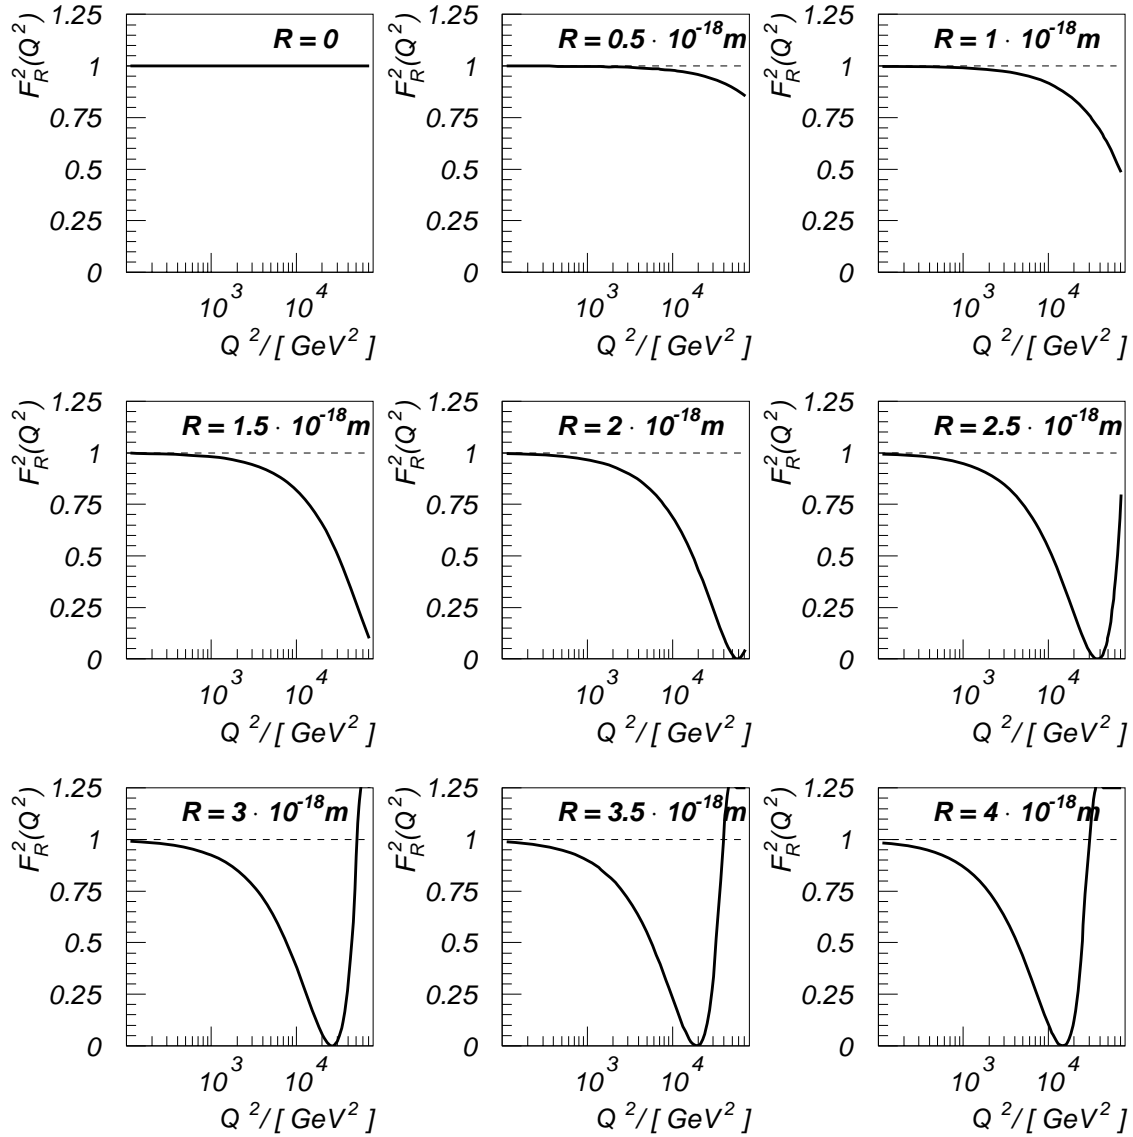 F_R^2(Q^2)
1.25
R = 0
1
0.75
0.5
0.25
0
10^3 10^4
Q^2/[ GeV^2 ]
F_R^2(Q^2)
1.25
R = 0.5 · 10^-18 m
1
0.75
0.5
0.25
0
10^3 10^4
Q^2/[ GeV^2 ]
F_R^2(Q^2)
1.25
R = 1 · 10^-18 m
1
0.75
0.5
0.25
0
10^3 10^4
Q^2/[ GeV^2 ]
F_R^2(Q^2)
1.25
R = 1.5 · 10^-18 m
1
0.75
0.5
0.25
0
10^3 10^4
Q^2/[ GeV^2 ]
F_R^2(Q^2)
1.25
R = 2 · 10^-18 m
1
0.75
0.5
0.25
0
10^3 10^4
Q^2/[ GeV^2 ]
F_R^2(Q^2)
1.25
R = 2.5 · 10^-18 m
1
0.75
0.5
0.25
0
10^3 10^4
Q^2/[ GeV^2 ]
F_R^2(Q^2)
1.25
R = 3 · 10^-18 m
1
0.75
0.5
0.25
0
10^3 10^4
Q^2/[ GeV^2 ]
F_R^2(Q^2)
1.25
R = 3.5 · 10^-18 m
1
0.75
0.5
0.25
0
10^3 10^4
Q^2/[ GeV^2 ]
F_R^2(Q^2)
1.25
R = 4 · 10^-18 m
1
0.75
0.5
0.25
0
10^3 10^4
Q^2/[ GeV^2 ]